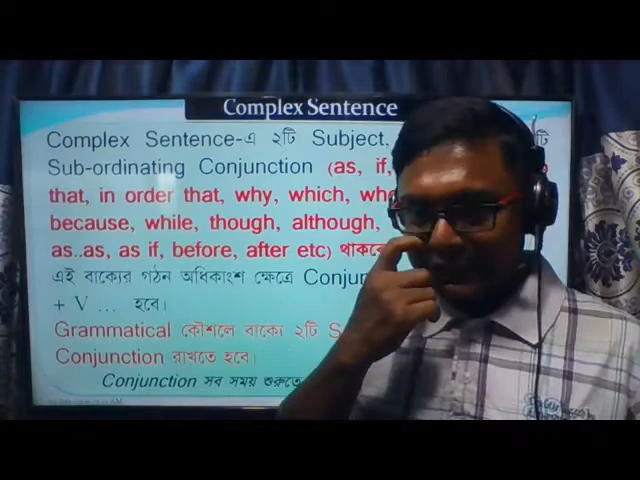 Complex Sentence
Complex Sentence-এ ২টি Subject, টি
Sub-ordinating Conjunction (as, if,
that, in order that, why, which,
because, while, though, although,
as..as, as if, before, after etc) থাকবে
এই বাক্যের গঠন অধিকাংশ ক্ষেত্রে
+ V ... হবে।
Grammatical কৌশলে বাক্যে ২টি
Conjunction রাখতে হবে।
Conjunction সব সময় শুরুতে